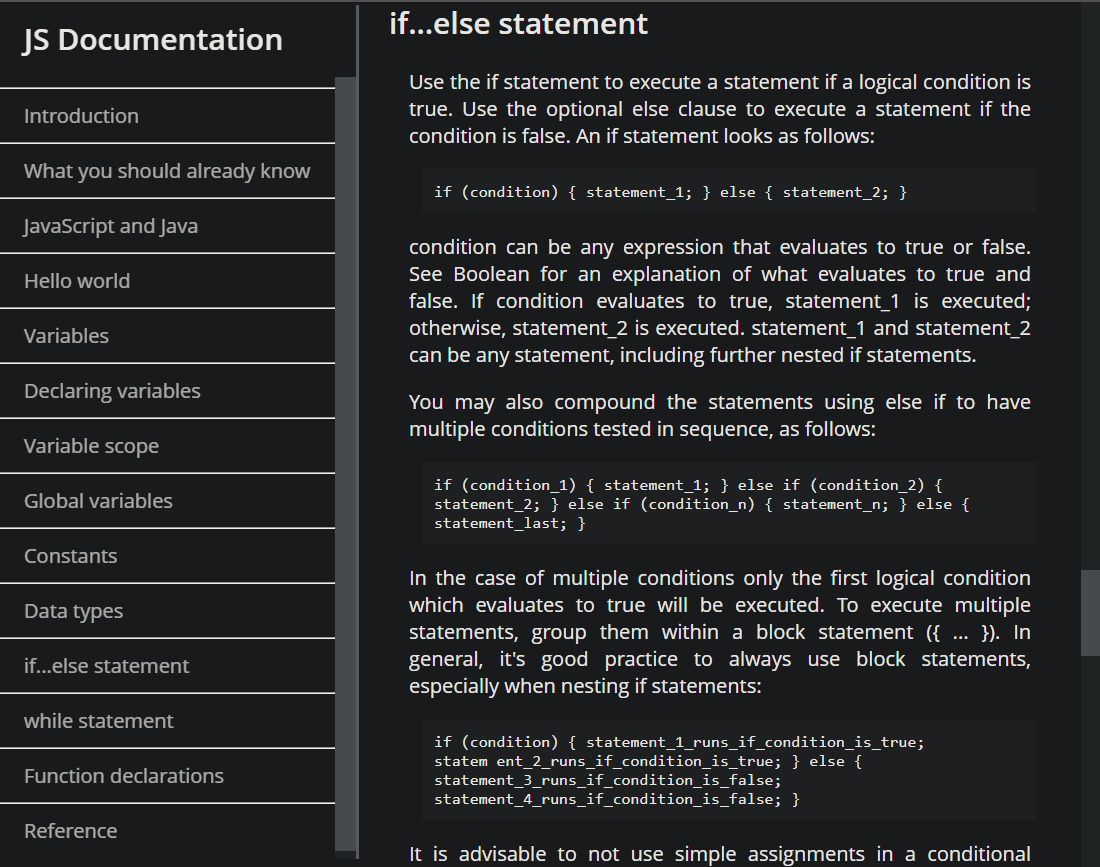 JS Documentation
Introduction
What you should already know
JavaScript and Java
Hello world
Variables
Declaring variables
Variable scope
Global variables
Constants
Data types
if...else statement
while statement
Function declarations
Reference
if...else statement
Use the if statement to execute a statement if a logical condition is
true. Use the optional else clause to execute a statement if the
condition is false. An if statement looks as follows:
if (condition) { statement_1; } else { statement_2; }
condition can be any expression that evaluates to true or false.
See Boolean for an explanation of what evaluates to true and
false. If condition evaluates to true, statement_1 is executed;
otherwise, statement_2 is executed. statement_1 and statement_2
can be any statement, including further nested if statements.
You may also compound the statements using else if to have
multiple conditions tested in sequence, as follows:
if (condition_1) { statement_1; } else if (condition_2) {
statement_2; } else if (condition_n) { statement_n; } else {
statement_last; }
In the case of multiple conditions only the first logical condition
which evaluates to true will be executed. To execute multiple
statements, group them within a block statement ({ ... }). In
general, it's good practice to always use block statements,
especially when nesting if statements:
if (condition) { statement_1_runs_if_condition_is_true;
statem ent_2_runs_if_condition_is_true; } else {
statement_3_runs_if_condition_is_false;
statement_4_runs_if_condition_is_false; }
It is advisable to not use simple assignments in a conditional